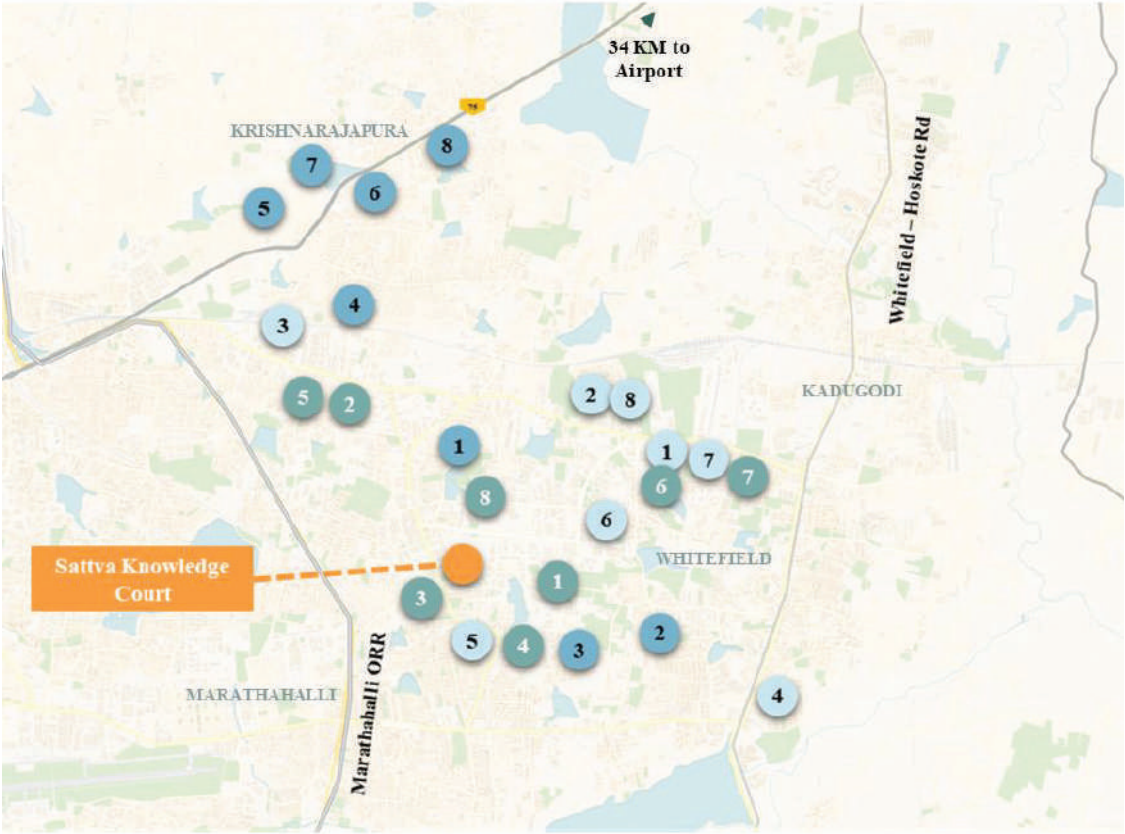 34 KM to
Airport
75
KRISHNARAJAPURA
8
7
6
5
Whitefield – Hoskote Rd
4
3
KADUGODI
5
2
2
8
1
1
7
6
7
8
6
WHITEFIELD
Sattva Knowledge
Court
1
3
2
5
4
3
MARATHAHALLI
Marathahalli ORR
4